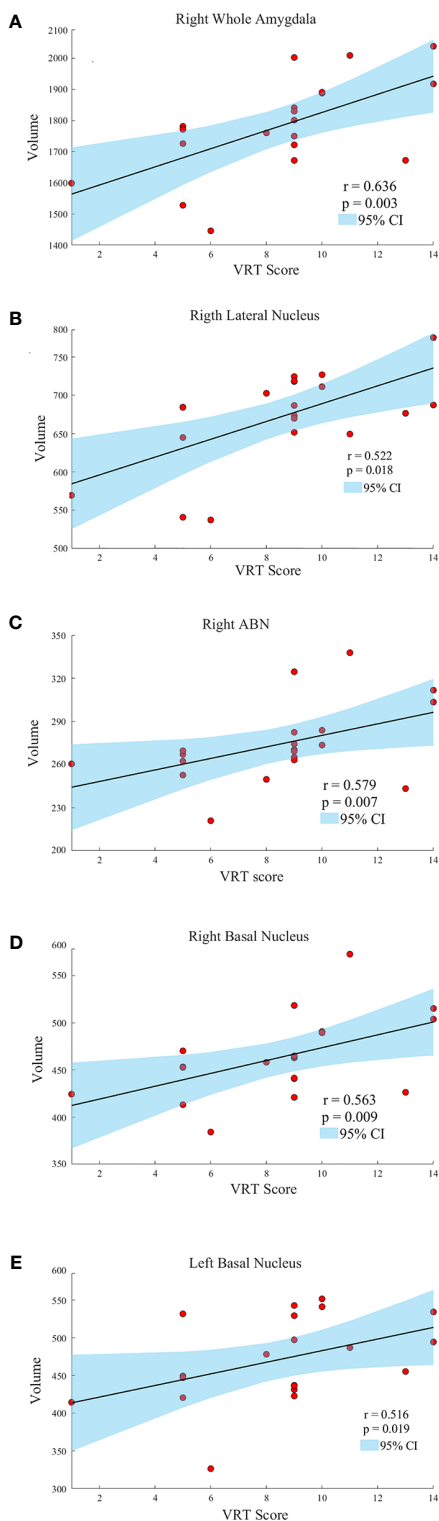 A
Right Whole Amygdala
2100
2000
1900
1800
1700
1600
1500
1400
Volume
r = 0.636
p = 0.003
95% CI
2 4 6 8 10 12 14
VRT Score
B
Rigth Lateral Nucleus
800
750
700
650
600
550
500
Volume
r = 0.522
p = 0.018
95% CI
2 4 6 8 10 12 14
VRT Score
C
Right ABN
350
320
290
260
230
200
Volume
r = 0.579
p = 0.007
95% CI
2 4 6 8 10 12 14
VRT score
D
Right Basal Nucleus
600
550
500
450
400
350
Volume
r = 0.563
p = 0.009
95% CI
2 4 6 8 10 12 14
VRT Score
E
Left Basal Nucleus
600
550
500
450
400
350
300
Volume
r = 0.516
p = 0.019
95% CI
2 4 6 8 10 12 14
VRT Score